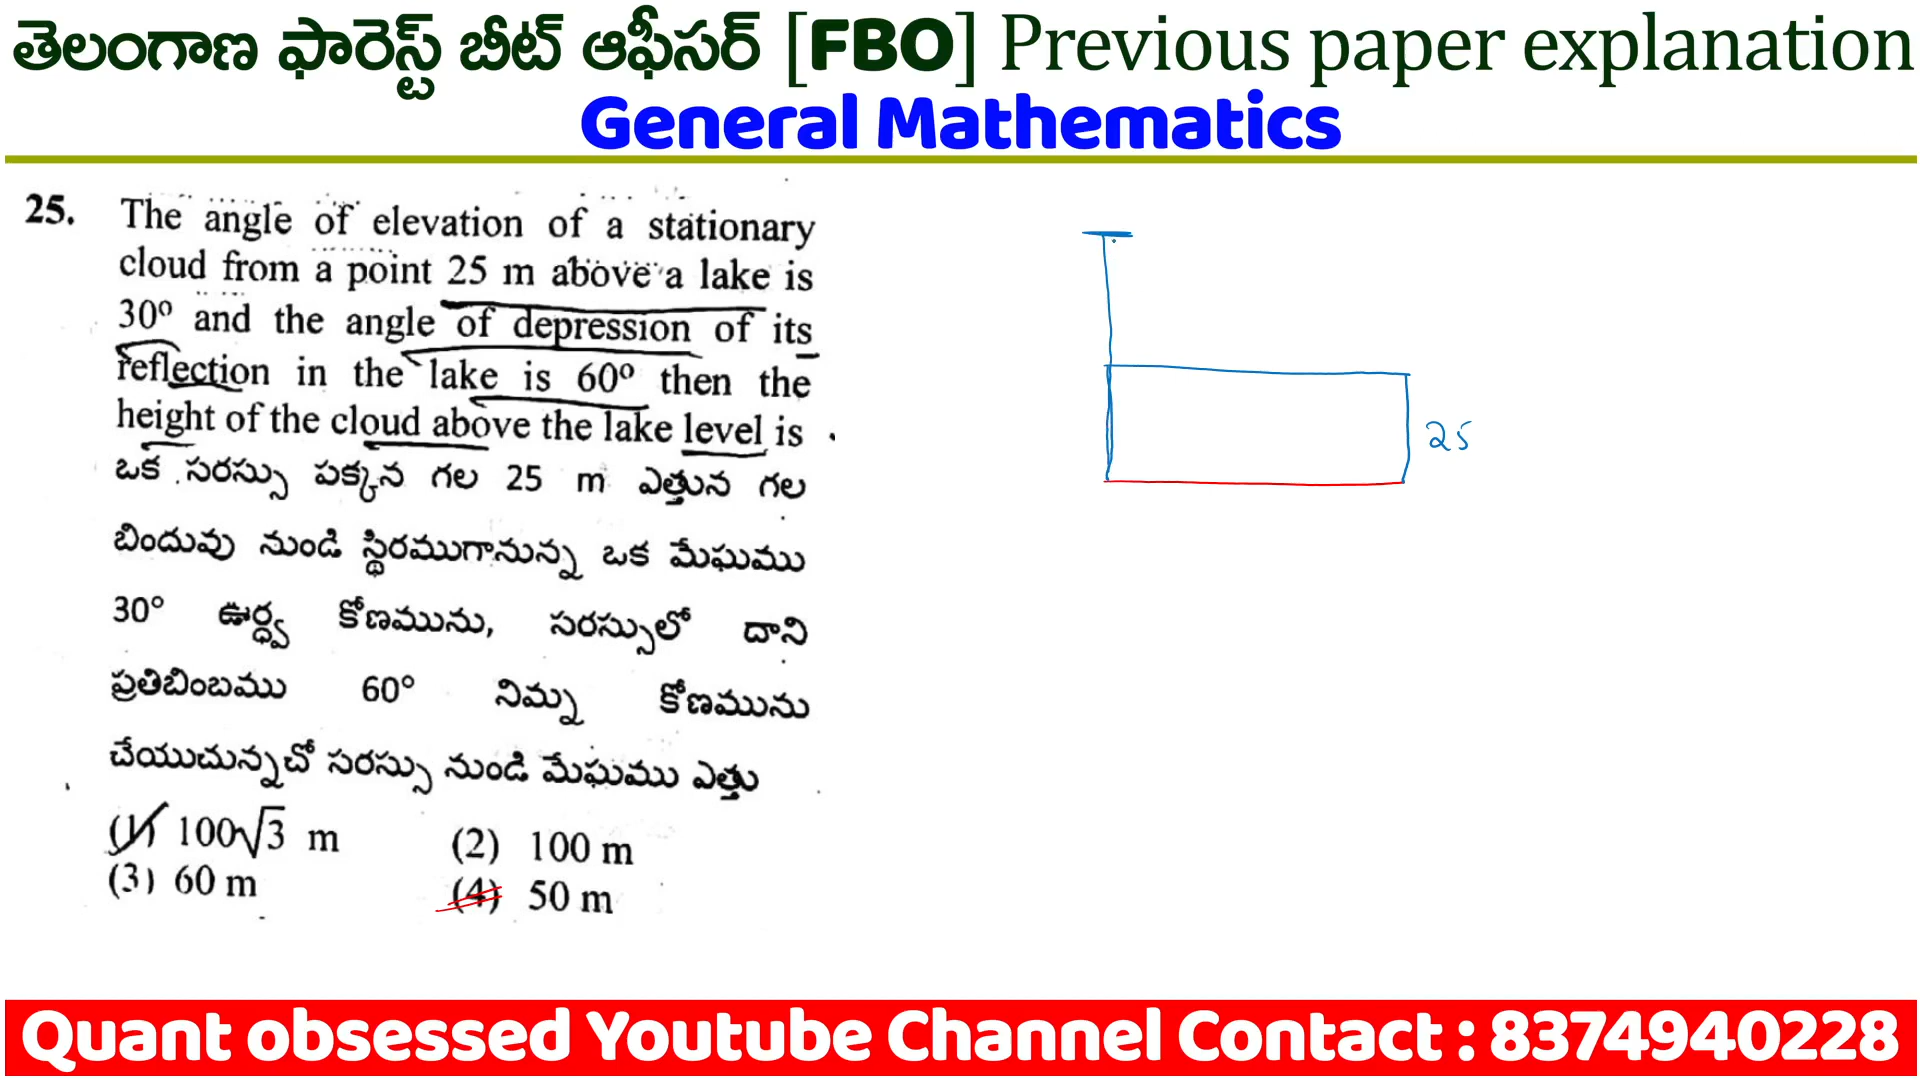 తెలంగాణ ఫారెస్ట్ బీట్ ఆఫీసర్ [FBO] Previous paper explanation
General Mathematics
25. The angle of elevation of a stationary
cloud from a point 25 m above a lake is
30⁰ and the angle of depression of its
reflection in the lake is 60⁰ then the
height of the cloud above the lake level is
ఒక సరస్సు పక్కన గల 25 m ఎత్తున గల
బిందువు నుండి స్థిరముగానున్న ఒక మేఘము
30° ఊర్ధ్వ కోణమును, సరస్సులో దాని
ప్రతిబింబము 60° నిమ్న కోణమును
చేయుచున్నచో సరస్సు నుండి మేఘము ఎత్తు
(1) 100√3 m (2) 100 m
(3) 60 m (4) 50 m
25
Quant obsessed Youtube Channel Contact : 8374940228